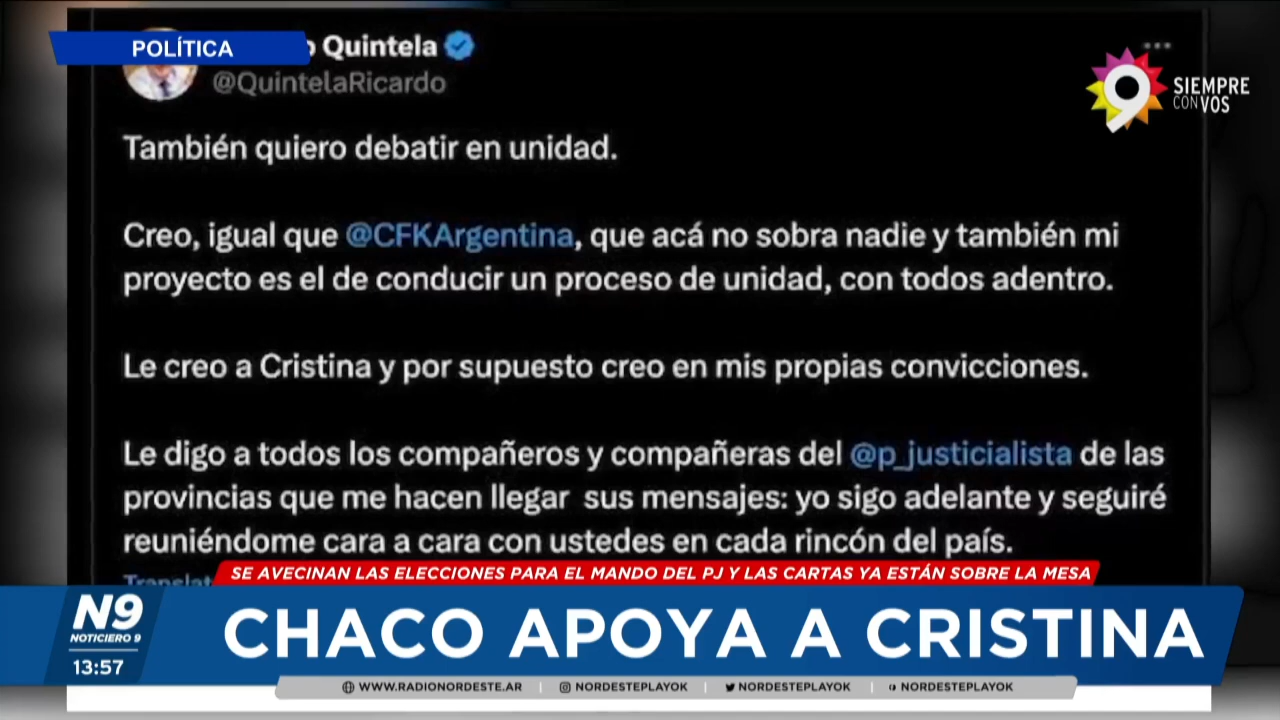 POLÍTICA
Quintela
@QuintelaRicardo
9 SIEMPRE
CON VOS
También quiero debatir en unidad.
Creo, igual que @CFKArgentina, que acá no sobra nadie y también mi
proyecto es el de conducir un proceso de unidad, con todos adentro.
Le creo a Cristina y por supuesto creo en mis propias convicciones.
Le digo a todos los compañeros y compañeras del @p_justicialista de las
provincias que me hacen llegar sus mensajes: yo sigo adelante y seguiré
reuniéndome cara a cara con ustedes en cada rincón del país.
SE AVECINAN LAS ELECCIONES PARA EL MANDO DEL PJ Y LAS CARTAS YA ESTÁN SOBRE LA MESA
N9
NOTICIERO 9
13:57
CHACO APOYA A CRISTINA
WWW.RADIONORDESTE.AR
NORDESTEPLAYOK
NORDESTEPLAYOK
NORDESTEPLAYOK